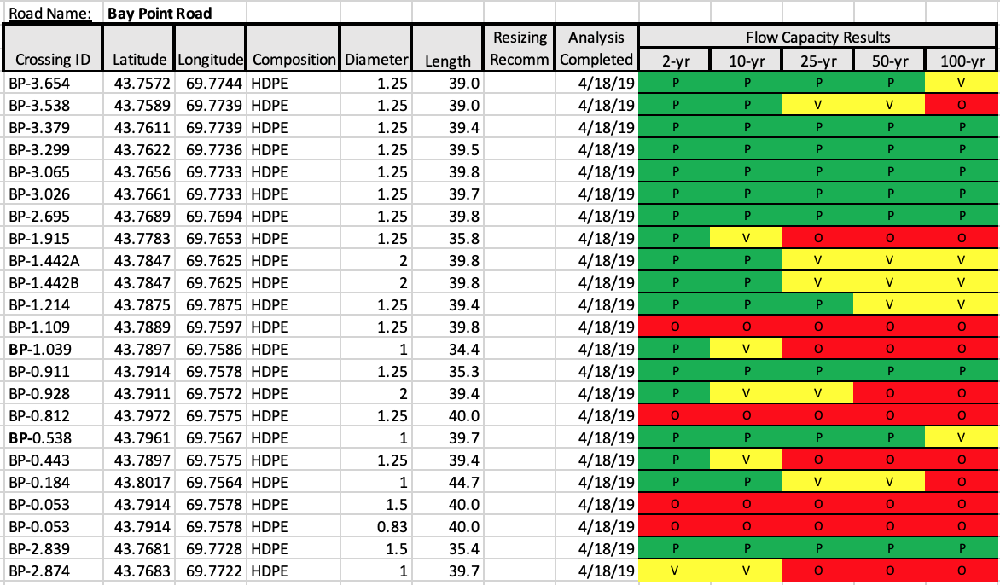 Road Name: Bay Point Road
Resizing Analysis Flow Capacity Results
Crossing ID Latitude Longitude Composition Diameter Length Recomm Completed 2-yr 10-yr 25-yr 50-yr 100-yr
BP-3.654 43.7572 69.7744 HDPE 1.25 39.0 4/18/19 P P P P V
BP-3.538 43.7589 69.7739 HDPE 1.25 39.0 4/18/19 P P V V O
BP-3.379 43.7611 69.7739 HDPE 1.25 39.4 4/18/19 P P P P P
BP-3.299 43.7622 69.7736 HDPE 1.25 39.5 4/18/19 P P P P P
BP-3.065 43.7656 69.7733 HDPE 1.25 39.8 4/18/19 P P P P P
BP-3.026 43.7661 69.7733 HDPE 1.25 39.7 4/18/19 P P P P P
BP-2.695 43.7689 69.7694 HDPE 1.25 39.8 4/18/19 P P P P P
BP-1.915 43.7783 69.7653 HDPE 1.25 35.8 4/18/19 P V O O O
BP-1.442A 43.7847 69.7625 HDPE 2 39.8 4/18/19 P P V V V
BP-1.442B 43.7847 69.7625 HDPE 2 39.8 4/18/19 P P V V V
BP-1.214 43.7875 69.7875 HDPE 1.25 39.4 4/18/19 P P P V V
BP-1.109 43.7889 69.7597 HDPE 1.25 39.8 4/18/19 O O O O O
BP-1.039 43.7897 69.7586 HDPE 1 34.4 4/18/19 P V O O O
BP-0.911 43.7914 69.7578 HDPE 1.25 35.3 4/18/19 P P P P P
BP-0.928 43.7911 69.7572 HDPE 2 39.4 4/18/19 P V V O O
BP-0.812 43.7972 69.7575 HDPE 1.25 40.0 4/18/19 O O O O O
BP-0.538 43.7961 69.7567 HDPE 1 39.7 4/18/19 P P P P V
BP-0.443 43.7897 69.7575 HDPE 1.25 39.4 4/18/19 P V O O O
BP-0.184 43.8017 69.7564 HDPE 1 44.7 4/18/19 P P V V O
BP-0.053 43.7914 69.7578 HDPE 1.5 40.0 4/18/19 O O O O O
BP-0.053 43.7914 69.7578 HDPE 0.83 40.0 4/18/19 O O O O O
BP-2.839 43.7681 69.7728 HDPE 1.5 35.4 4/18/19 P P P P P
BP-2.874 43.7683 69.7722 HDPE 1 39.7 4/18/19 V V O O O